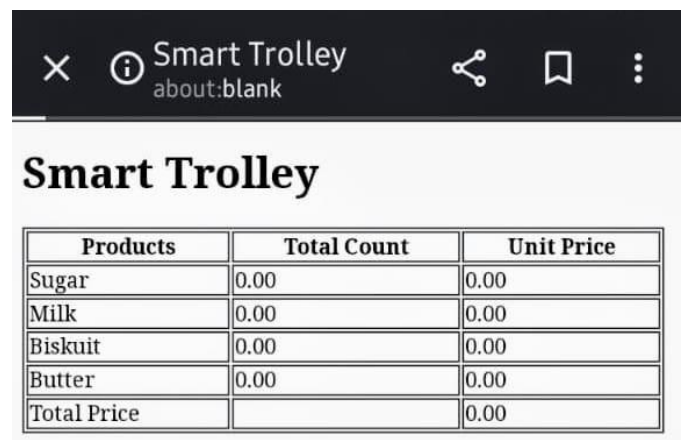 Smart Trolley
about:blank
Smart Trolley
Products Total Count Unit Price
Sugar 0.00 0.00
Milk 0.00 0.00
Biskuit 0.00 0.00
Butter 0.00 0.00
Total Price 0.00